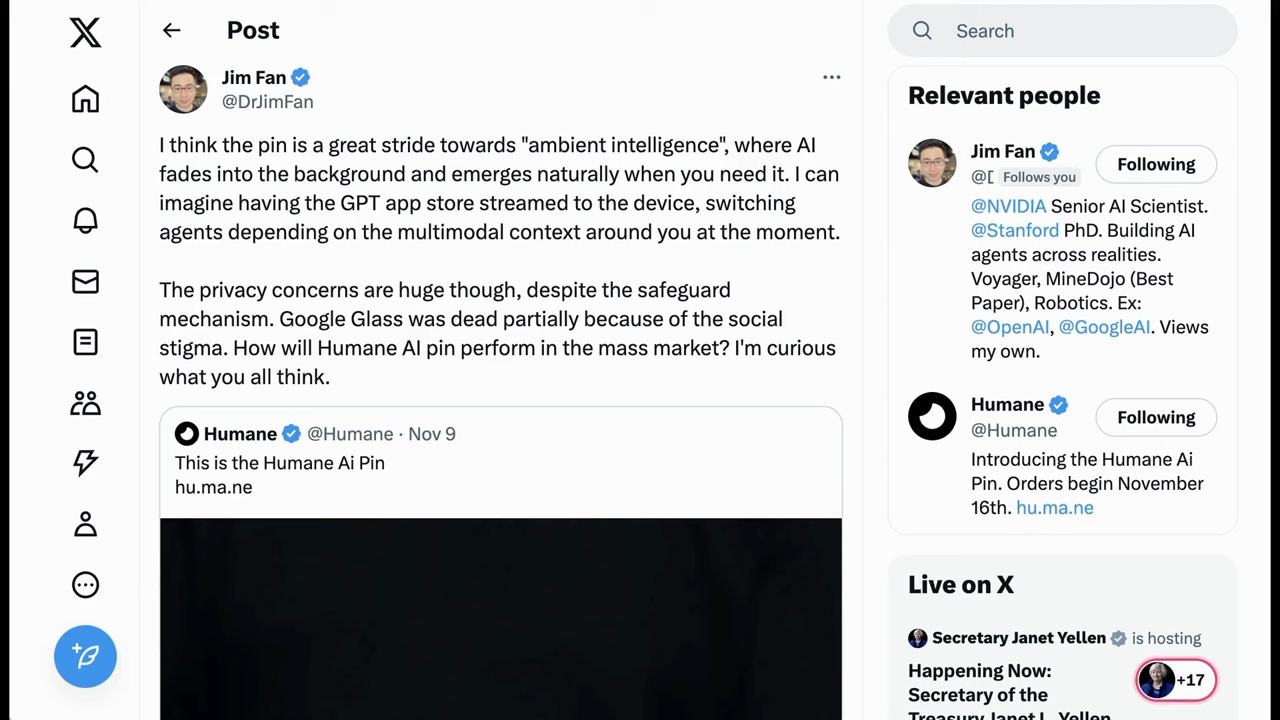 Post
Jim Fan
@DrJimFan
I think the pin is a great stride towards "ambient intelligence", where AI
fades into the background and emerges naturally when you need it. I can
imagine having the GPT app store streamed to the device, switching
agents depending on the multimodal context around you at the moment.
The privacy concerns are huge though, despite the safeguard
mechanism. Google Glass was dead partially because of the social
stigma. How will Humane AI pin perform in the mass market? I'm curious
what you all think.
Humane @Humane · Nov 9
This is the Humane Ai Pin
hu.ma.ne
Search
Relevant people
Jim Fan
@[ Follows you
Following
@NVIDIA Senior AI Scientist.
@Stanford PhD. Building AI
agents across realities.
Voyager, MineDojo (Best
Paper), Robotics. Ex:
@OpenAI, @GoogleAI. Views
my own.
Humane
@Humane
Following
Introducing the Humane Ai
Pin. Orders begin November
16th. hu.ma.ne
Live on X
Secretary Janet Yellen is hosting
Happening Now:
Secretary of the
Treasury Janet L. Yellen
+17